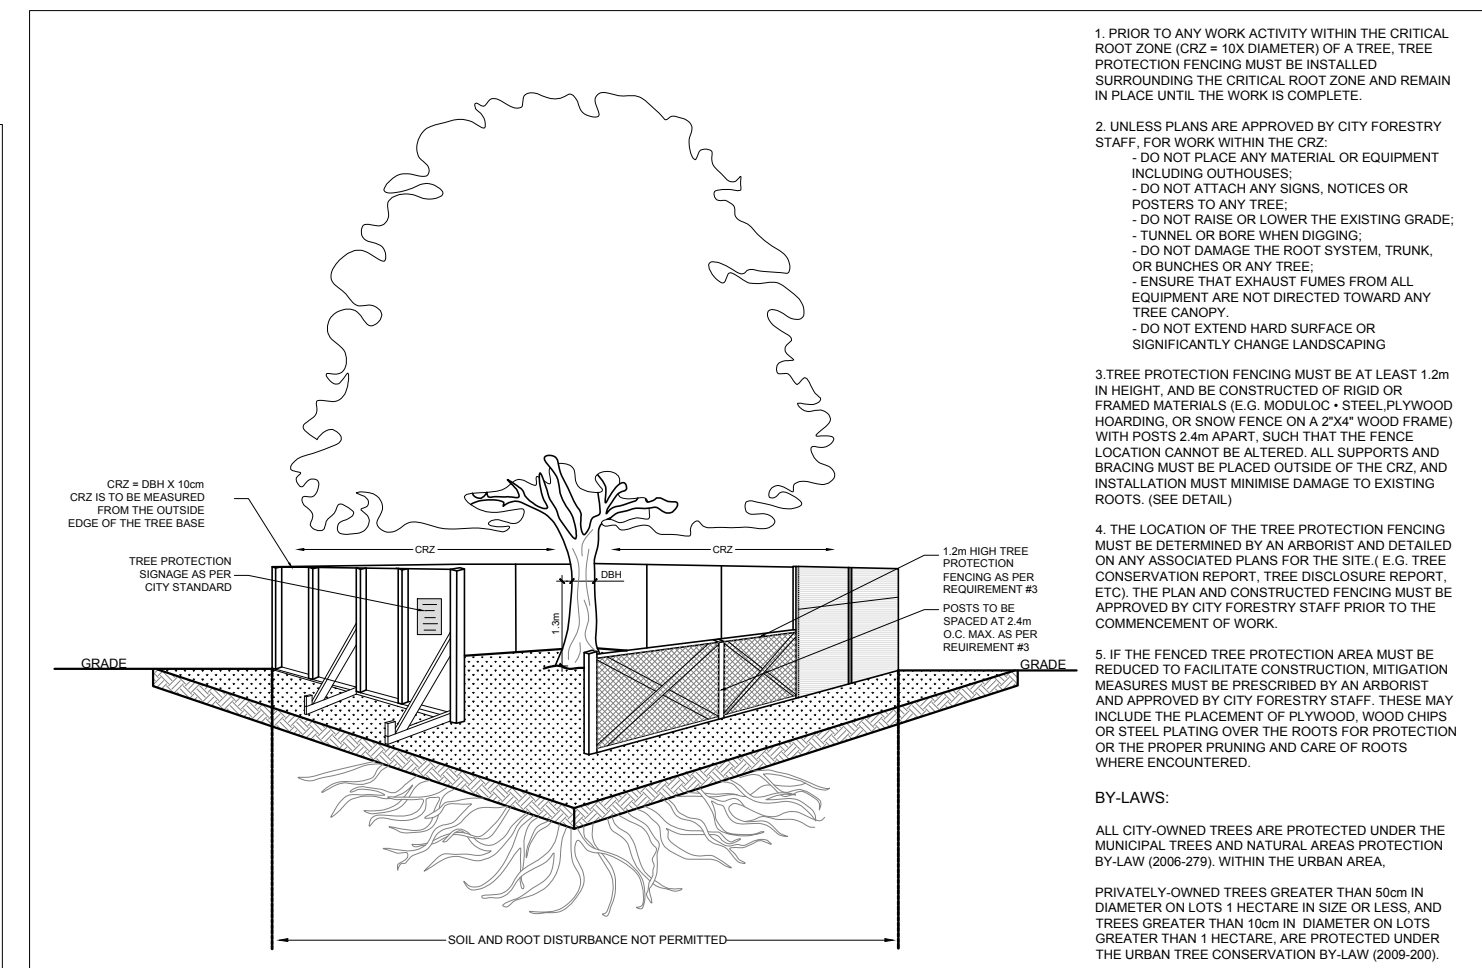 1. PRIOR TO ANY WORK ACTIVITY WITHIN THE CRITICAL
ROOT ZONE (CRZ = 10X DIAMETER) OF A TREE, TREE
PROTECTION FENCING MUST BE INSTALLED
SURROUNDING THE CRITICAL ROOT ZONE AND REMAIN
IN PLACE UNTIL THE WORK IS COMPLETE.
2. UNLESS PLANS ARE APPROVED BY CITY FORESTRY
STAFF, FOR WORK WITHIN THE CRZ:
- DO NOT PLACE ANY MATERIAL OR EQUIPMENT
INCLUDING OUTHOUSES;
- DO NOT ATTACH ANY SIGNS, NOTICES OR
POSTERS TO ANY TREE;
- DO NOT RAISE OR LOWER THE EXISTING GRADE;
- TUNNEL OR BORE WHEN DIGGING;
- DO NOT DAMAGE THE ROOT SYSTEM, TRUNK,
OR BUNCHES OR ANY TREE;
- ENSURE THAT EXHAUST FUMES FROM ALL
EQUIPMENT ARE NOT DIRECTED TOWARD ANY
TREE CANOPY.
- DO NOT EXTEND HARD SURFACE OR
SIGNIFICANTLY CHANGE LANDSCAPING
3.TREE PROTECTION FENCING MUST BE AT LEAST 1.2m
IN HEIGHT, AND BE CONSTRUCTED OF RIGID OR
FRAMED MATERIALS (E.G. MODULOC • STEEL,PLYWOOD
HOARDING, OR SNOW FENCE ON A 2"X4" WOOD FRAME)
WITH POSTS 2.4m APART, SUCH THAT THE FENCE
LOCATION CANNOT BE ALTERED. ALL SUPPORTS AND
BRACING MUST BE PLACED OUTSIDE OF THE CRZ, AND
INSTALLATION MUST MINIMISE DAMAGE TO EXISTING
ROOTS. (SEE DETAIL)
4. THE LOCATION OF THE TREE PROTECTION FENCING
MUST BE DETERMINED BY AN ARBORIST AND DETAILED
ON ANY ASSOCIATED PLANS FOR THE SITE.( E.G. TREE
CONSERVATION REPORT, TREE DISCLOSURE REPORT,
ETC). THE PLAN AND CONSTRUCTED FENCING MUST BE
APPROVED BY CITY FORESTRY STAFF PRIOR TO THE
COMMENCEMENT OF WORK.
5. IF THE FENCED TREE PROTECTION AREA MUST BE
REDUCED TO FACILITATE CONSTRUCTION, MITIGATION
MEASURES MUST BE PRESCRIBED BY AN ARBORIST
AND APPROVED BY CITY FORESTRY STAFF. THESE MAY
INCLUDE THE PLACEMENT OF PLYWOOD, WOOD CHIPS
OR STEEL PLATING OVER THE ROOTS FOR PROTECTION
OR THE PROPER PRUNING AND CARE OF ROOTS
WHERE ENCOUNTERED.
BY-LAWS:
ALL CITY-OWNED TREES ARE PROTECTED UNDER THE
MUNICIPAL TREES AND NATURAL AREAS PROTECTION
BY-LAW (2006-279). WITHIN THE URBAN AREA,
PRIVATELY-OWNED TREES GREATER THAN 50cm IN
DIAMETER ON LOTS 1 HECTARE IN SIZE OR LESS, AND
TREES GREATER THAN 10cm IN DIAMETER ON LOTS
GREATER THAN 1 HECTARE, ARE PROTECTED UNDER
THE URBAN TREE CONSERVATION BY-LAW (2009-200).
CRZ = DBH X 10cm
CRZ IS TO BE MEASURED
FROM THE OUTSIDE
EDGE OF THE TREE BASE
TREE PROTECTION
SIGNAGE AS PER
CITY STANDARD
CRZ
CRZ
DBH
1.3m
1.2m HIGH TREE
PROTECTION
FENCING AS PER
REQUIREMENT #3
POSTS TO BE
SPACED AT 2.4m
O.C. MAX. AS PER
REUIREMENT #3
GRADE
GRADE
SOIL AND ROOT DISTURBANCE NOT PERMITTED